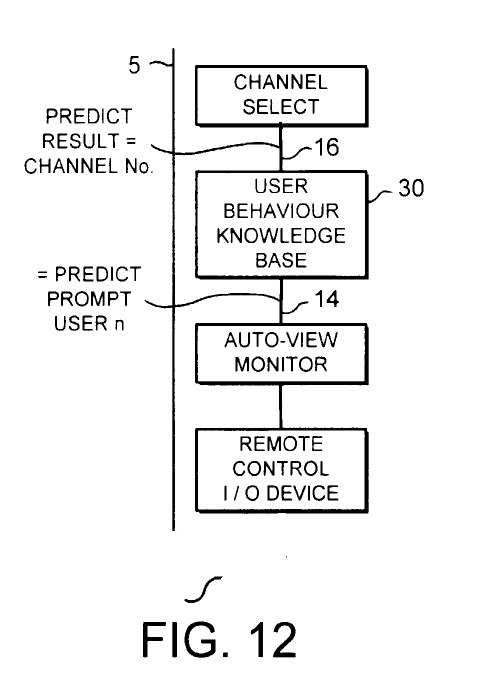 5
CHANNEL
SELECT
PREDICT
RESULT =
CHANNEL No.
16
USER
BEHAVIOUR
KNOWLEDGE
BASE
30
= PREDICT
PROMPT
USER n
14
AUTO-VIEW
MONITOR
REMOTE
CONTROL
I / O DEVICE
FIG. 12